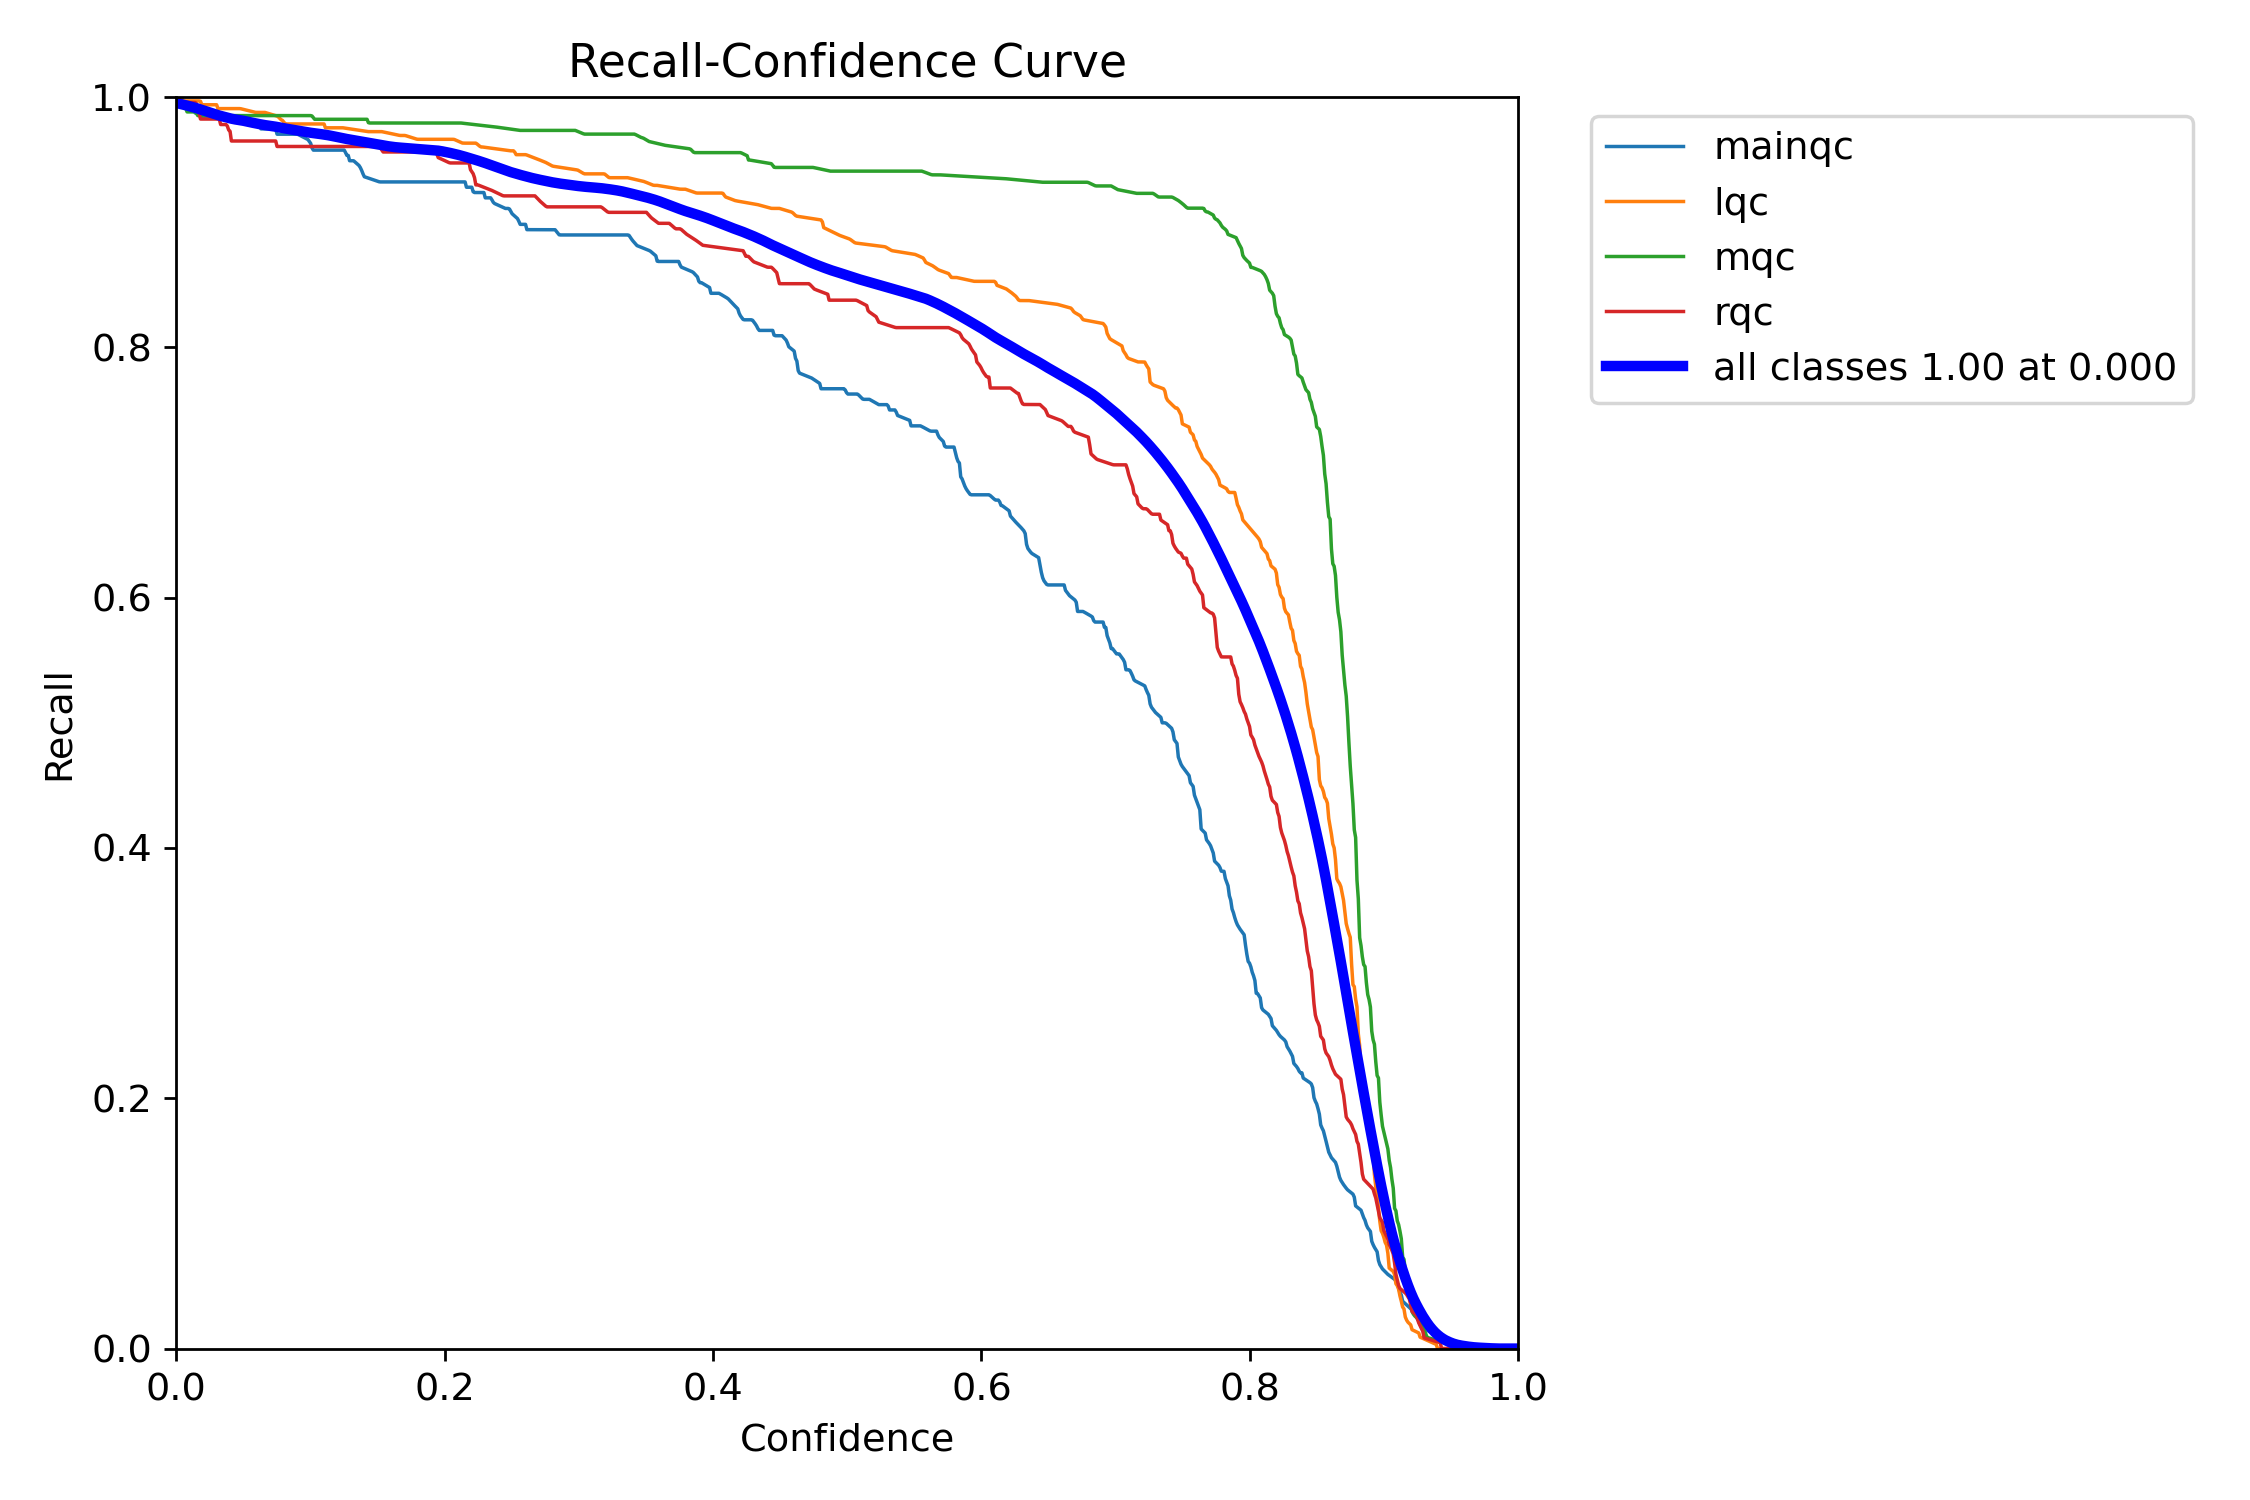 Recall-Confidence Curve
mainqc
lqc
mqc
rqc
all classes 1.00 at 0.000
1.0
0.8
0.6
0.4
0.2
0.0
Recall
0.0 0.2 0.4 0.6 0.8 1.0
Confidence